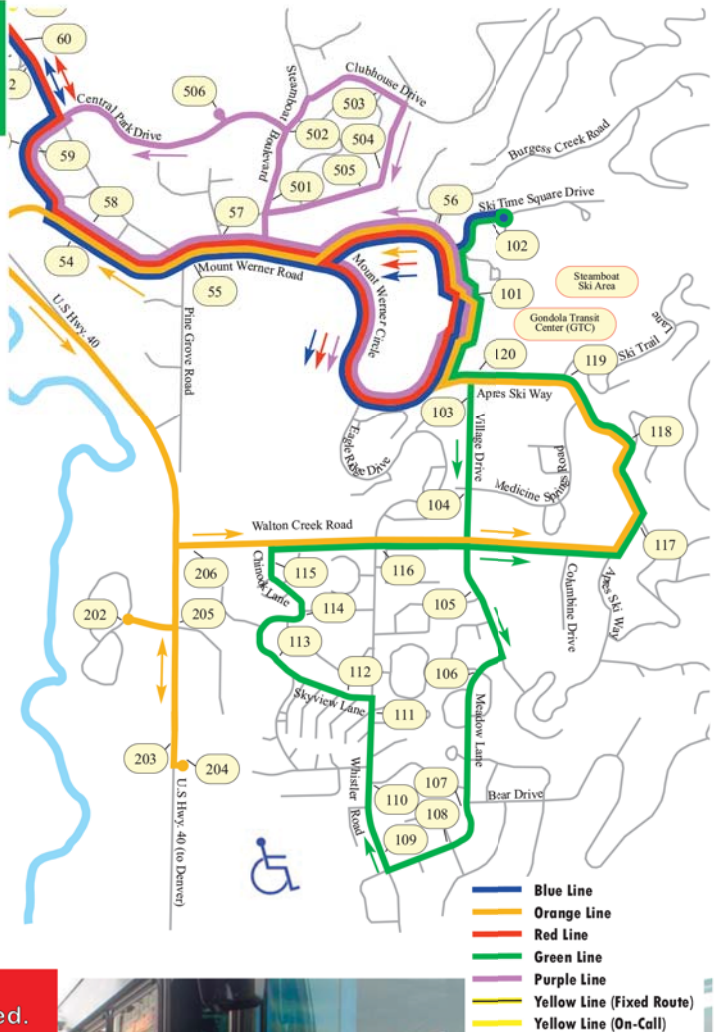 60
2
506
Central Park Drive
Steamboat Boulevard
Clubhouse Drive
503
502
504
505
501
Burgess Creek Road
59
58
57
56
Ski Time Square Drive
102
54
55
Mount Werner Road
Mount Werner Circle
101
Steamboat
Ski Area
Gondola Transit
Center (GTC)
U.S Hwy. 40
Pine Grove Road
120
119
Ski Trail Lane
Apres Ski Way
103
Village Drive
118
Eagle Ridge Drive
Medicine Springs Road
104
Walton Creek Road
117
206
115
116
Chinook Lane
Columbine Drive
Apres Ski Way
202
205
114
105
113
112
106
Skyview Lane
111
Meadow Lane
203
204
Whistler Road
107
110
108
Bear Drive
109
U.S Hwy. 40 (to Denver)
Blue Line
Orange Line
Red Line
Green Line
Purple Line
Yellow Line (Fixed Route)
Yellow Line (On-Call)
ed.